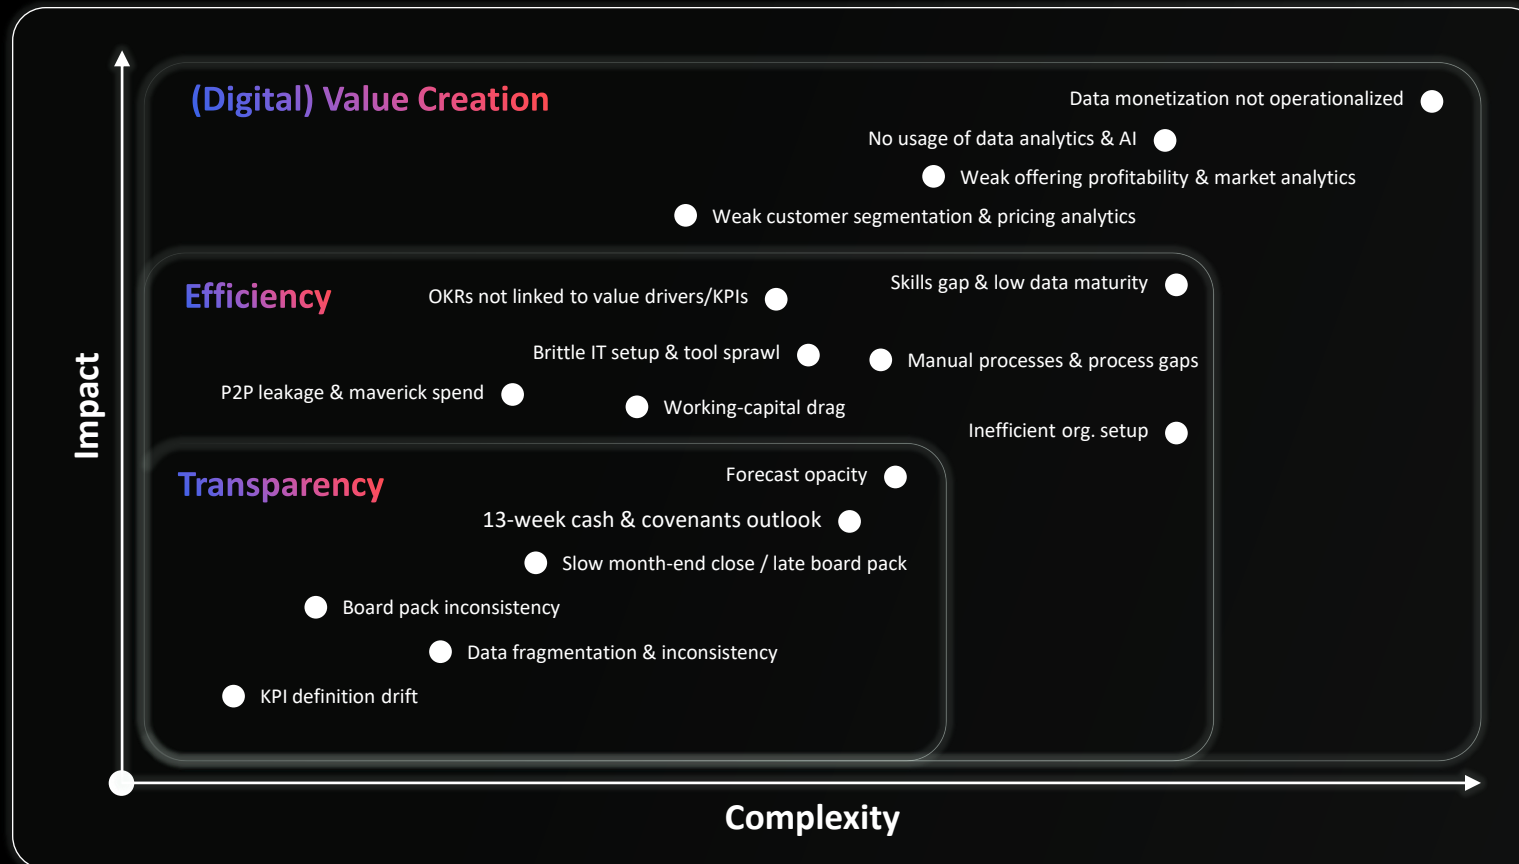 (Digital) Value Creation
Data monetization not operationalized
No usage of data analytics & AI
Weak offering profitability & market analytics
Weak customer segmentation & pricing analytics
Efficiency
OKRs not linked to value drivers/KPIs
Skills gap & low data maturity
Brittle IT setup & tool sprawl
Manual processes & process gaps
P2P leakage & maverick spend
Working-capital drag
Inefficient org. setup
Transparency
Forecast opacity
13-week cash & covenants outlook
Slow month-end close / late board pack
Board pack inconsistency
Data fragmentation & inconsistency
KPI definition drift
Impact
Complexity